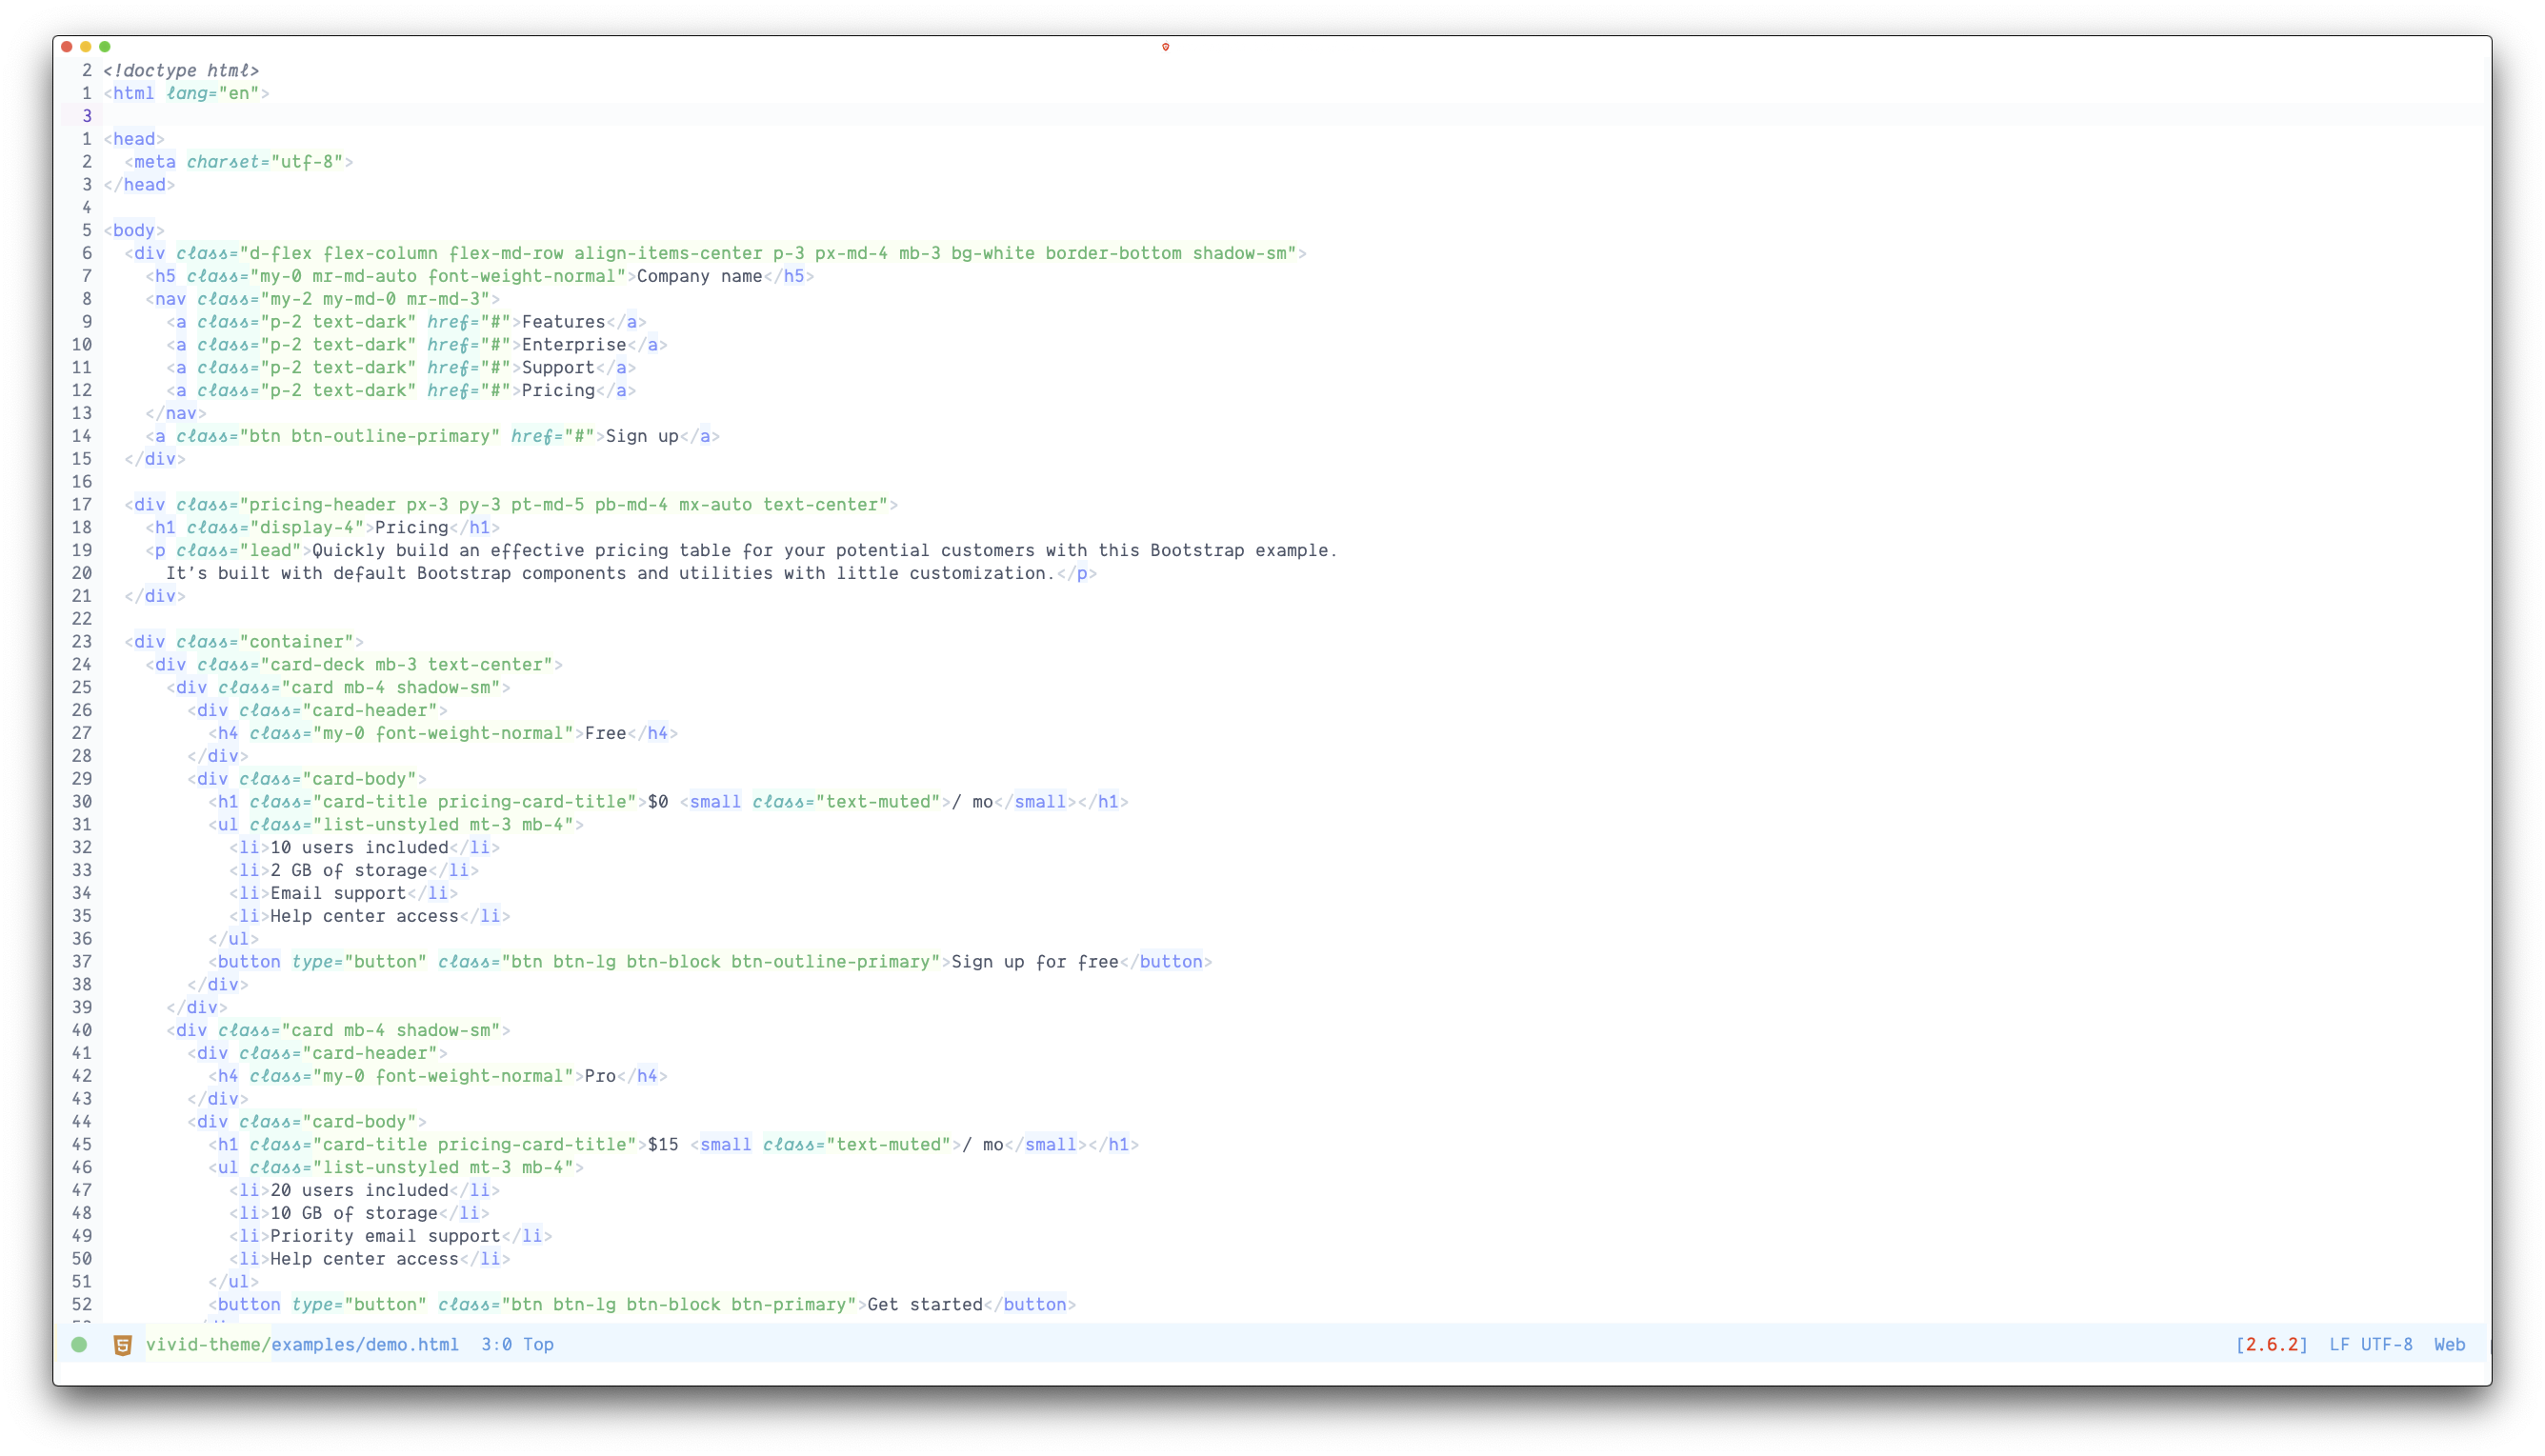 2 <!doctype html>
1 <html lang="en">
3
1 <head>
2   <meta charset="utf-8">
3 </head>
4
5 <body>
6   <div class="d-flex flex-column flex-md-row align-items-center p-3 px-md-4 mb-3 bg-white border-bottom shadow-sm">
7     <h5 class="my-0 mr-md-auto font-weight-normal">Company name</h5>
8     <nav class="my-2 my-md-0 mr-md-3">
9       <a class="p-2 text-dark" href="#">Features</a>
10       <a class="p-2 text-dark" href="#">Enterprise</a>
11       <a class="p-2 text-dark" href="#">Support</a>
12       <a class="p-2 text-dark" href="#">Pricing</a>
13     </nav>
14     <a class="btn btn-outline-primary" href="#">Sign up</a>
15   </div>
16
17   <div class="pricing-header px-3 py-3 pt-md-5 pb-md-4 mx-auto text-center">
18     <h1 class="display-4">Pricing</h1>
19     <p class="lead">Quickly build an effective pricing table for your potential customers with this Bootstrap example.
20       It’s built with default Bootstrap components and utilities with little customization.</p>
21   </div>
22
23   <div class="container">
24     <div class="card-deck mb-3 text-center">
25       <div class="card mb-4 shadow-sm">
26         <div class="card-header">
27           <h4 class="my-0 font-weight-normal">Free</h4>
28         </div>
29         <div class="card-body">
30           <h1 class="card-title pricing-card-title">$0 <small class="text-muted">/ mo</small></h1>
31           <ul class="list-unstyled mt-3 mb-4">
32             <li>10 users included</li>
33             <li>2 GB of storage</li>
34             <li>Email support</li>
35             <li>Help center access</li>
36           </ul>
37           <button type="button" class="btn btn-lg btn-block btn-outline-primary">Sign up for free</button>
38         </div>
39       </div>
40       <div class="card mb-4 shadow-sm">
41         <div class="card-header">
42           <h4 class="my-0 font-weight-normal">Pro</h4>
43         </div>
44         <div class="card-body">
45           <h1 class="card-title pricing-card-title">$15 <small class="text-muted">/ mo</small></h1>
46           <ul class="list-unstyled mt-3 mb-4">
47             <li>20 users included</li>
48             <li>10 GB of storage</li>
49             <li>Priority email support</li>
50             <li>Help center access</li>
51           </ul>
52           <button type="button" class="btn btn-lg btn-block btn-primary">Get started</button>
vivid-theme/examples/demo.html  3:0 Top  [2.6.2]  LF UTF-8  Web